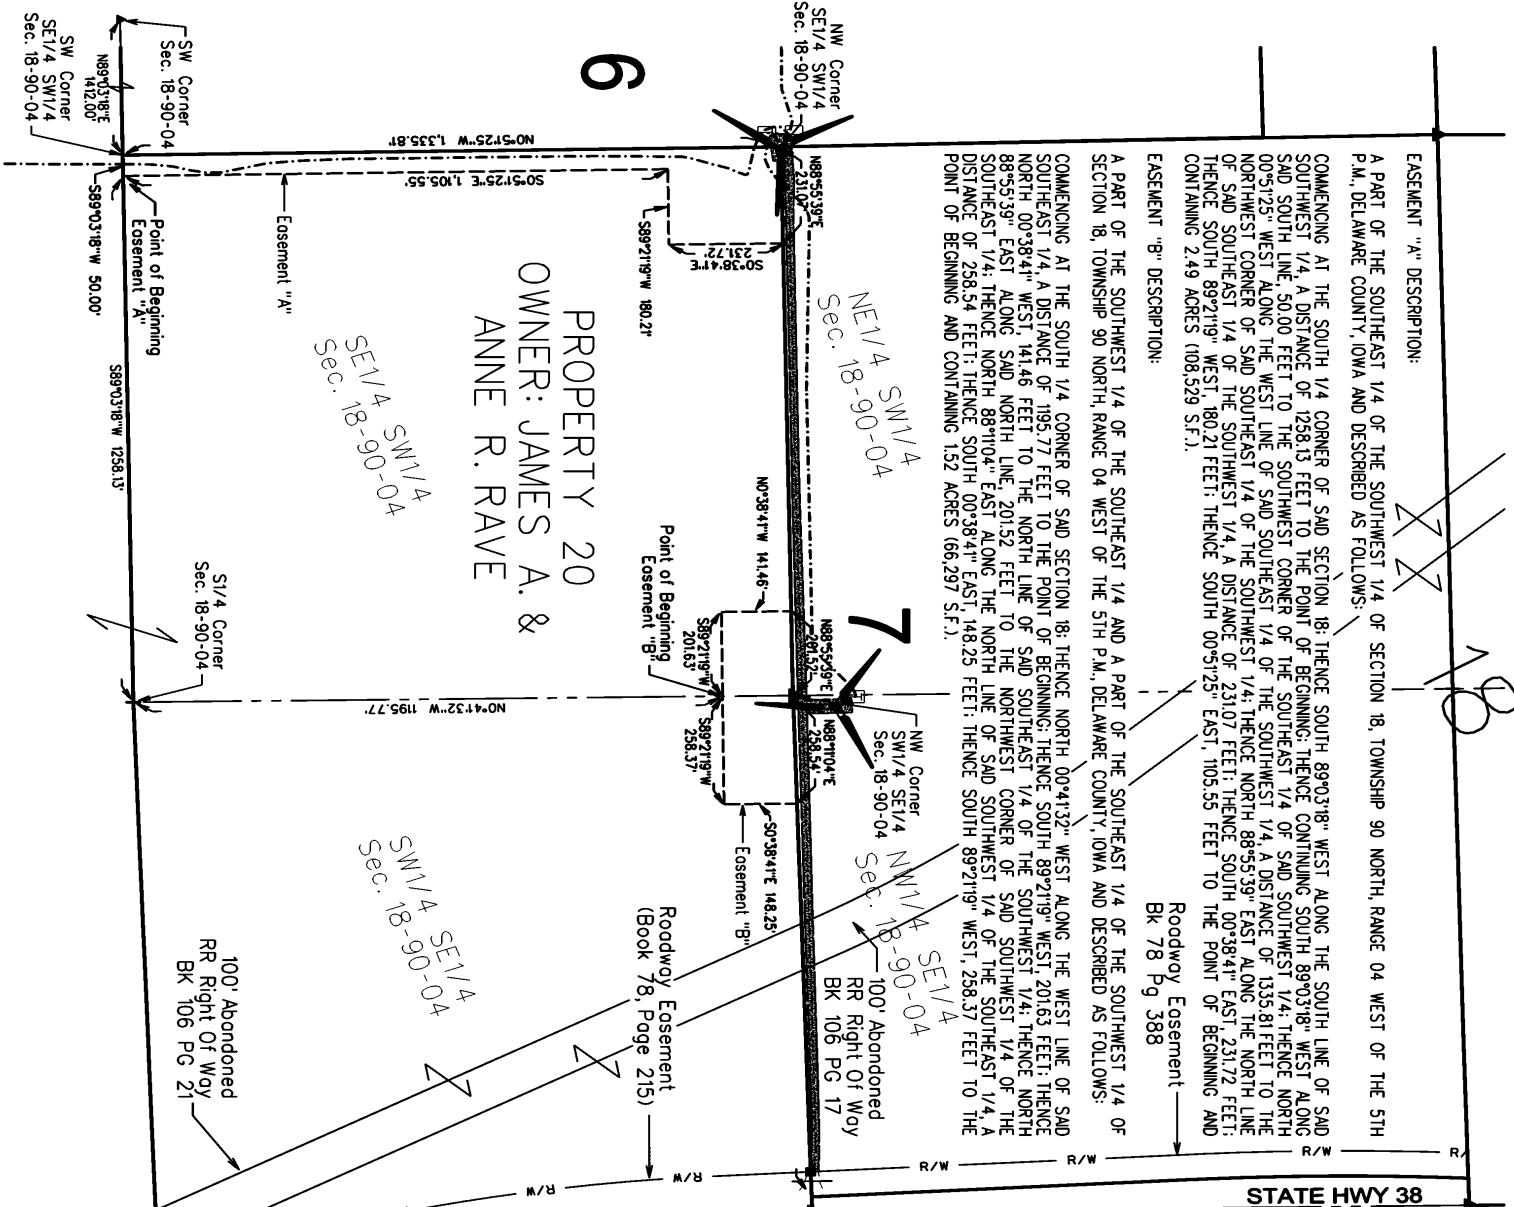 EASEMENT "A" DESCRIPTION:
A PART OF THE SOUTHEAST 1/4 OF THE SOUTHWEST 1/4 OF SECTION 18, TOWNSHIP 90 NORTH, RANGE 04 WEST OF THE 5TH
P.M., DELAWARE COUNTY, IOWA AND DESCRIBED AS FOLLOWS:
COMMENCING AT THE SOUTH 1/4 CORNER OF SAID SECTION 18; THENCE SOUTH 89°03'18" WEST ALONG THE SOUTH LINE OF SAID
SOUTHWEST 1/4, A DISTANCE OF 1258.13 FEET TO THE POINT OF BEGINNING; THENCE CONTINUING SOUTH 89°03'18" WEST ALONG
SAID SOUTH LINE, 50.00 FEET TO THE SOUTHWEST CORNER OF THE SOUTHEAST 1/4 OF SAID SOUTHWEST 1/4; THENCE NORTH
00°51'25" WEST ALONG THE WEST LINE OF SAID SOUTHEAST 1/4 OF THE SOUTHWEST 1/4, A DISTANCE OF 1335.81 FEET TO THE
NORTHWEST CORNER OF SAID SOUTHEAST 1/4 OF THE SOUTHWEST 1/4; THENCE NORTH 88°55'39" EAST ALONG THE NORTH LINE
OF SAID SOUTHEAST 1/4 OF THE SOUTHWEST 1/4, A DISTANCE OF 231.07 FEET; THENCE SOUTH 00°38'41" EAST, 231.72 FEET;
THENCE SOUTH 89°21'19" WEST, 180.21 FEET; THENCE SOUTH 00°51'25" EAST, 1105.55 FEET TO THE POINT OF BEGINNING AND
CONTAINING 2.49 ACRES (108,529 S.F.).
EASEMENT "B" DESCRIPTION:
A PART OF THE SOUTHWEST 1/4 OF THE SOUTHEAST 1/4 AND A PART OF THE SOUTHEAST 1/4 OF THE SOUTHWEST 1/4 OF
SECTION 18, TOWNSHIP 90 NORTH, RANGE 04 WEST OF THE 5TH P.M., DELAWARE COUNTY, IOWA AND DESCRIBED AS FOLLOWS:
COMMENCING AT THE SOUTH 1/4 CORNER OF SAID SECTION 18; THENCE NORTH 00°41'32" WEST ALONG THE WEST LINE OF SAID
SOUTHEAST 1/4, A DISTANCE OF 1195.77 FEET TO THE POINT OF BEGINNING; THENCE SOUTH 89°21'19" WEST, 201.63 FEET; THENCE
NORTH 00°38'41" WEST, 141.46 FEET TO THE NORTH LINE OF SAID SOUTHEAST 1/4 OF THE SOUTHWEST 1/4; THENCE NORTH
88°55'39" EAST ALONG SAID NORTH LINE, 201.52 FEET TO THE NORTHWEST CORNER OF SAID SOUTHWEST 1/4 OF THE
SOUTHEAST 1/4; THENCE NORTH 88°11'04" EAST ALONG THE NORTH LINE OF SAID SOUTHWEST 1/4 OF THE SOUTHEAST 1/4, A
DISTANCE OF 258.54 FEET; THENCE SOUTH 00°38'41" EAST, 148.25 FEET; THENCE SOUTH 89°21'19" WEST, 258.37 FEET TO THE
POINT OF BEGINNING AND CONTAINING 1.52 ACRES (66,297 S.F.).
18
Roadway Easement
Bk 78 Pg 388
STATE HWY 38
R/W
R/W
R/W
R/
NW Corner
SE1/4 SW1/4
Sec. 18-90-04
NE1/4 SW1/4
Sec. 18-90-04
7
NW Corner
SW1/4 SE1/4
Sec. 18-90-04
NW1/4 SE1/4
Sec. 18-90-04
100' Abandoned
RR Right Of Way
BK 106 PG 17
6
N88°55'39"E
231.07'
S0°38'41"E
231.72'
S89°21'19"W 180.21'
N0°38'41"W 141.46'
N88°55'39"E
201.52'
N88°11'04"E
258.54'
S0°38'41"E 148.25'
Easement "B"
Point of Beginning
Easement "B"
S89°21'19"W
201.63'
S89°21'19"W
258.37'
Roadway Easement
(Book 78, Page 215)
R/W
R/W
PROPERTY 20
OWNER: JAMES A. &
ANNE R. RAVE
N0°51'25"W 1,335.81'
S0°51'25"E 1,105.55'
Easement "A"
SE1/4 SW1/4
Sec. 18-90-04
N0°41'32"W 1195.77'
SW1/4 SE1/4
Sec. 18-90-04
S1/4 Corner
Sec. 18-90-04
100' Abandoned
RR Right Of Way
BK 106 PG 21
SW Corner
Sec. 18-90-04
Point of Beginning
Easement "A"
N89°03'18"E
1412.00'
S89°03'18"W 50.00'
S89°03'18"W 1258.13'
SW Corner
SE1/4 SW1/4
Sec. 18-90-04